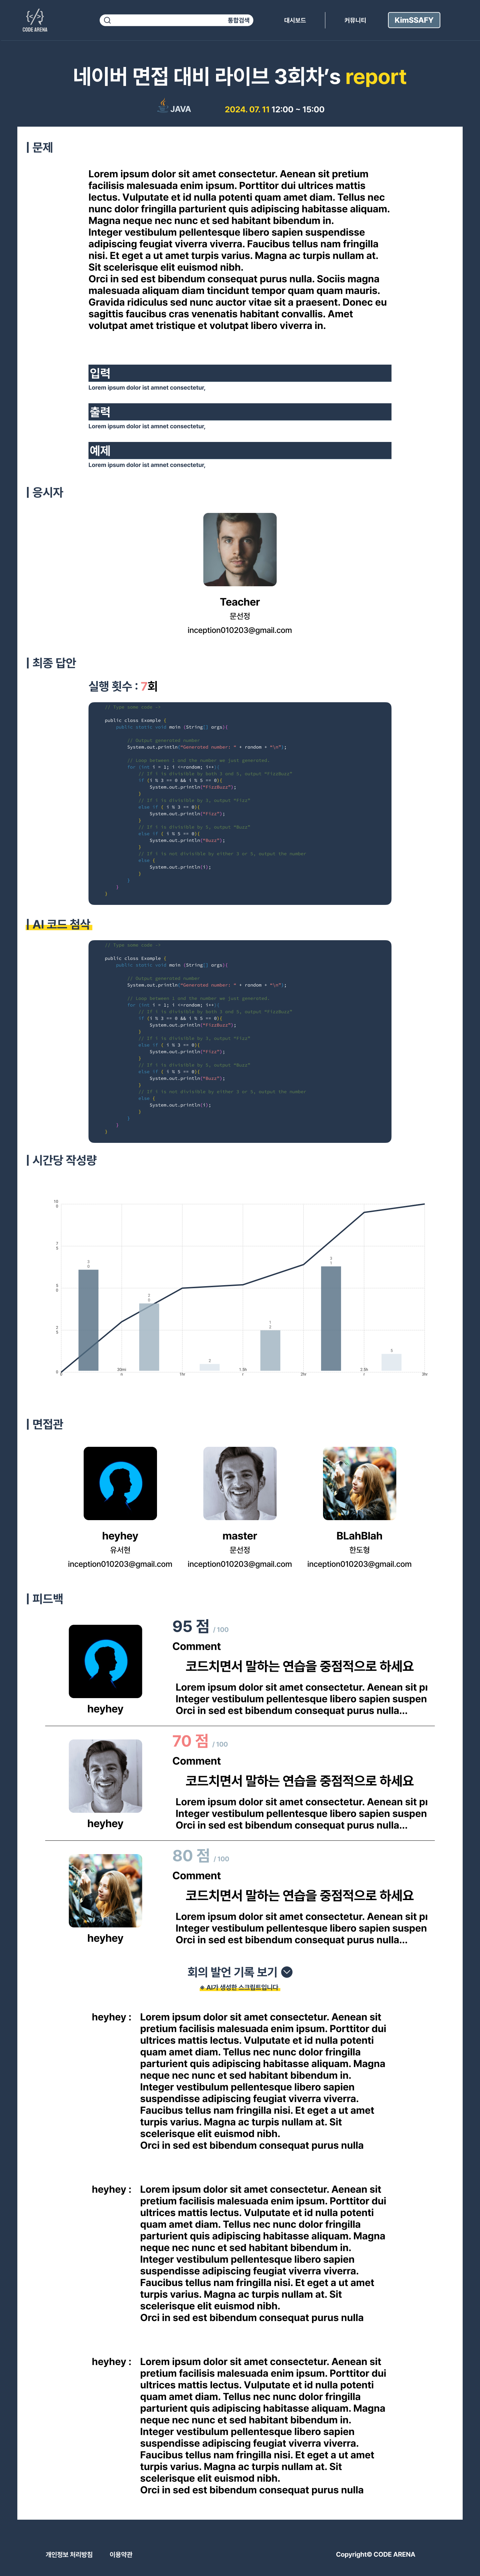 CODE ARENA
통합검색
대시보드
커뮤니티
KimSSAFY
네이버 면접 대비 라이브 3회차’s report
JAVA
2024. 07. 11 12:00 ~ 15:00
| 문제
Lorem ipsum dolor sit amet consectetur. Aenean sit pretium
facilisis malesuada enim ipsum. Porttitor dui ultrices mattis
lectus. Vulputate et id nulla potenti quam amet diam. Tellus nec
nunc dolor fringilla parturient quis adipiscing habitasse aliquam.
Magna neque nec nunc et sed habitant bibendum in.
Integer vestibulum pellentesque libero sapien suspendisse
adipiscing feugiat viverra viverra. Faucibus tellus nam fringilla
nisi. Et eget a ut amet turpis varius. Magna ac turpis nullam at.
Sit scelerisque elit euismod nibh.
Orci in sed est bibendum consequat purus nulla. Sociis magna
malesuada aliquam diam tincidunt tempor quam quam mauris.
Gravida ridiculus sed nunc auctor vitae sit a praesent. Donec eu
sagittis faucibus cras venenatis habitant convallis. Amet
volutpat amet tristique et volutpat libero viverra in.
입력
Lorem ipsum dolor ist amnet consectetur,
출력
Lorem ipsum dolor ist amnet consectetur,
예제
Lorem ipsum dolor ist amnet consectetur,
| 응시자
Teacher
문선정
inception010203@gmail.com
| 최종 답안
실행 횟수 : 7회
// Type some code ->
public class Example {
public static void main (String[] args){
// Output generated number
System.out.println("Generated number: " + random + "\n");
// Loop between 1 and the number we just generated.
for (int i = 1; i <=random; i++){
// If i is divisible by both 3 and 5, output "FizzBuzz"
if (i % 3 == 0 && i % 5 == 0){
System.out.println("FizzBuzz");
}
// If i is divisible by 3, output "Fizz"
else if ( i % 3 == 0){
System.out.println("Fizz");
}
// If i is divisible by 5, output "Buzz"
else if ( i % 5 == 0){
System.out.println("Buzz");
}
// If i is not divisible by either 3 or 5, output the number
else {
System.out.println(i);
}
}
}
}
| AI 코드 첨삭
// Type some code ->
public class Example {
public static void main (String[] args){
// Output generated number
System.out.println("Generated number: " + random + "\n");
// Loop between 1 and the number we just generated.
for (int i = 1; i <=random; i++){
// If i is divisible by both 3 and 5, output "FizzBuzz"
if (i % 3 == 0 && i % 5 == 0){
System.out.println("FizzBuzz");
}
// If i is divisible by 3, output "Fizz"
else if ( i % 3 == 0){
System.out.println("Fizz");
}
// If i is divisible by 5, output "Buzz"
else if ( i % 5 == 0){
System.out.println("Buzz");
}
// If i is not divisible by either 3 or 5, output the number
else {
System.out.println(i);
}
}
}
}
| 시간당 작성량
| 면접관
heyhey
유서현
inception010203@gmail.com
master
문선정
inception010203@gmail.com
BLahBlah
한도형
inception010203@gmail.com
| 피드백
95 점 / 100
Comment
코드치면서 말하는 연습을 중점적으로 하세요
Lorem ipsum dolor sit amet consectetur. Aenean sit
Integer vestibulum pellentesque libero sapien suspen
Orci in sed est bibendum consequat purus nulla...
heyhey
70 점 / 100
Comment
코드치면서 말하는 연습을 중점적으로 하세요
Lorem ipsum dolor sit amet consectetur. Aenean sit
Integer vestibulum pellentesque libero sapien suspen
Orci in sed est bibendum consequat purus nulla...
heyhey
80 점 / 100
Comment
코드치면서 말하는 연습을 중점적으로 하세요
Lorem ipsum dolor sit amet consectetur. Aenean sit
Integer vestibulum pellentesque libero sapien suspen
Orci in sed est bibendum consequat purus nulla...
heyhey
회의 발언 기록 보기
※ AI가 생성한 스크립트입니다.
heyhey : Lorem ipsum dolor sit amet consectetur. Aenean sit
pretium facilisis malesuada enim ipsum. Porttitor dui
ultrices mattis lectus. Vulputate et id nulla potenti
quam amet diam. Tellus nec nunc dolor fringilla
parturient quis adipiscing habitasse aliquam. Magna
neque nec nunc et sed habitant bibendum in.
Integer vestibulum pellentesque libero sapien
suspendisse adipiscing feugiat viverra viverra.
Faucibus tellus nam fringilla nisi. Et eget a ut amet
turpis varius. Magna ac turpis nullam at. Sit
scelerisque elit euismod nibh.
Orci in sed est bibendum consequat purus nulla
heyhey : Lorem ipsum dolor sit amet consectetur. Aenean sit
pretium facilisis malesuada enim ipsum. Porttitor dui
ultrices mattis lectus. Vulputate et id nulla potenti
quam amet diam. Tellus nec nunc dolor fringilla
parturient quis adipiscing habitasse aliquam. Magna
neque nec nunc et sed habitant bibendum in.
Integer vestibulum pellentesque libero sapien
suspendisse adipiscing feugiat viverra viverra.
Faucibus tellus nam fringilla nisi. Et eget a ut amet
turpis varius. Magna ac turpis nullam at. Sit
scelerisque elit euismod nibh.
Orci in sed est bibendum consequat purus nulla
heyhey : Lorem ipsum dolor sit amet consectetur. Aenean sit
pretium facilisis malesuada enim ipsum. Porttitor dui
ultrices mattis lectus. Vulputate et id nulla potenti
quam amet diam. Tellus nec nunc dolor fringilla
parturient quis adipiscing habitasse aliquam. Magna
neque nec nunc et sed habitant bibendum in.
Integer vestibulum pellentesque libero sapien
suspendisse adipiscing feugiat viverra viverra.
Faucibus tellus nam fringilla nisi. Et eget a ut amet
turpis varius. Magna ac turpis nullam at. Sit
scelerisque elit euismod nibh.
Orci in sed est bibendum consequat purus nulla
개인정보 처리방침
이용약관
Copyright© CODE ARENA